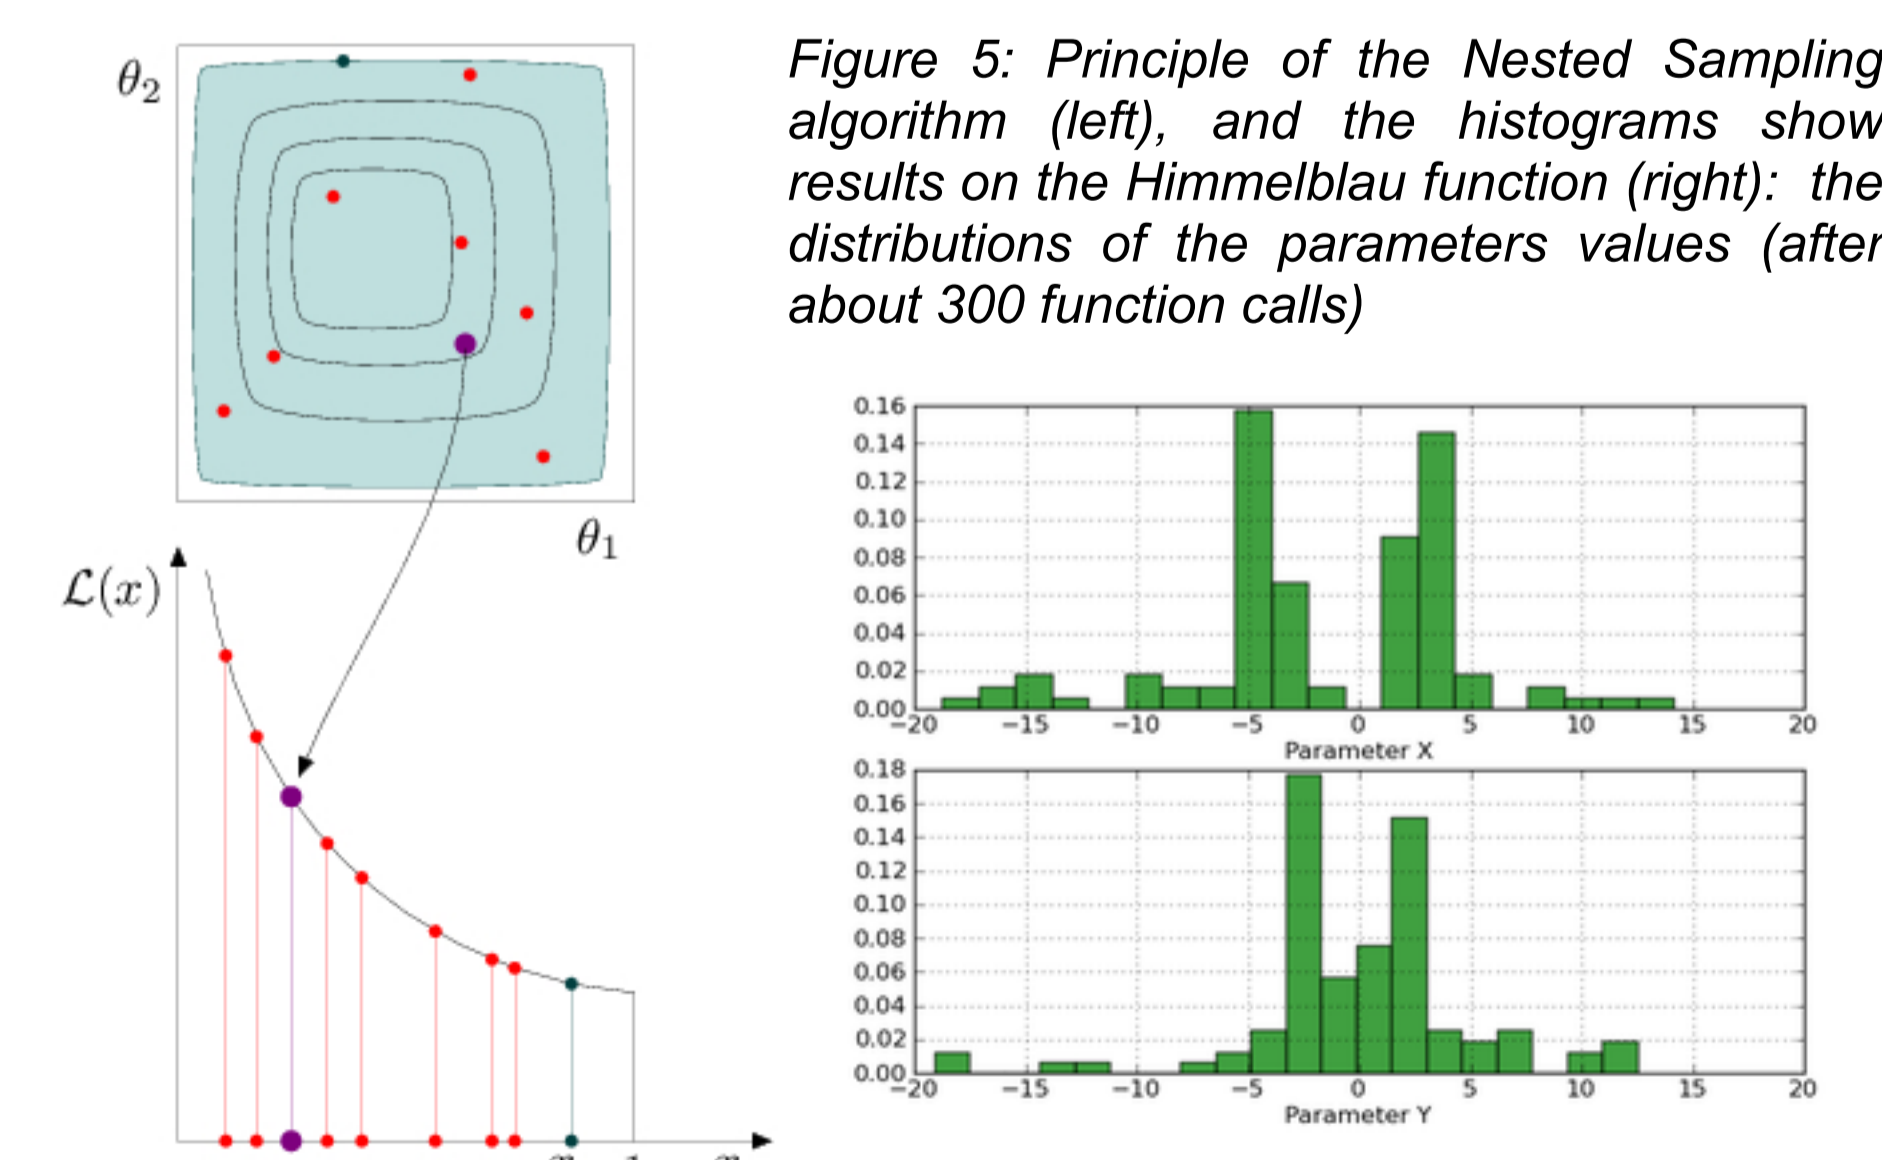 θ₂
θ₁
ℒ(x)
1
Figure 5: Principle of the Nested Sampling
algorithm (left), and the histograms show
results on the Himmelblau function (right): the
distributions of the parameters values (after
about 300 function calls)
0.16
0.14
0.12
0.10
0.08
0.06
0.04
0.02
0.00
−20 −15 −10 −5 0 5 10 15 20
Parameter X
0.18
0.16
0.14
0.12
0.10
0.08
0.06
0.04
0.02
0.00
−20 −15 −10 −5 0 5 10 15 20
Parameter Y